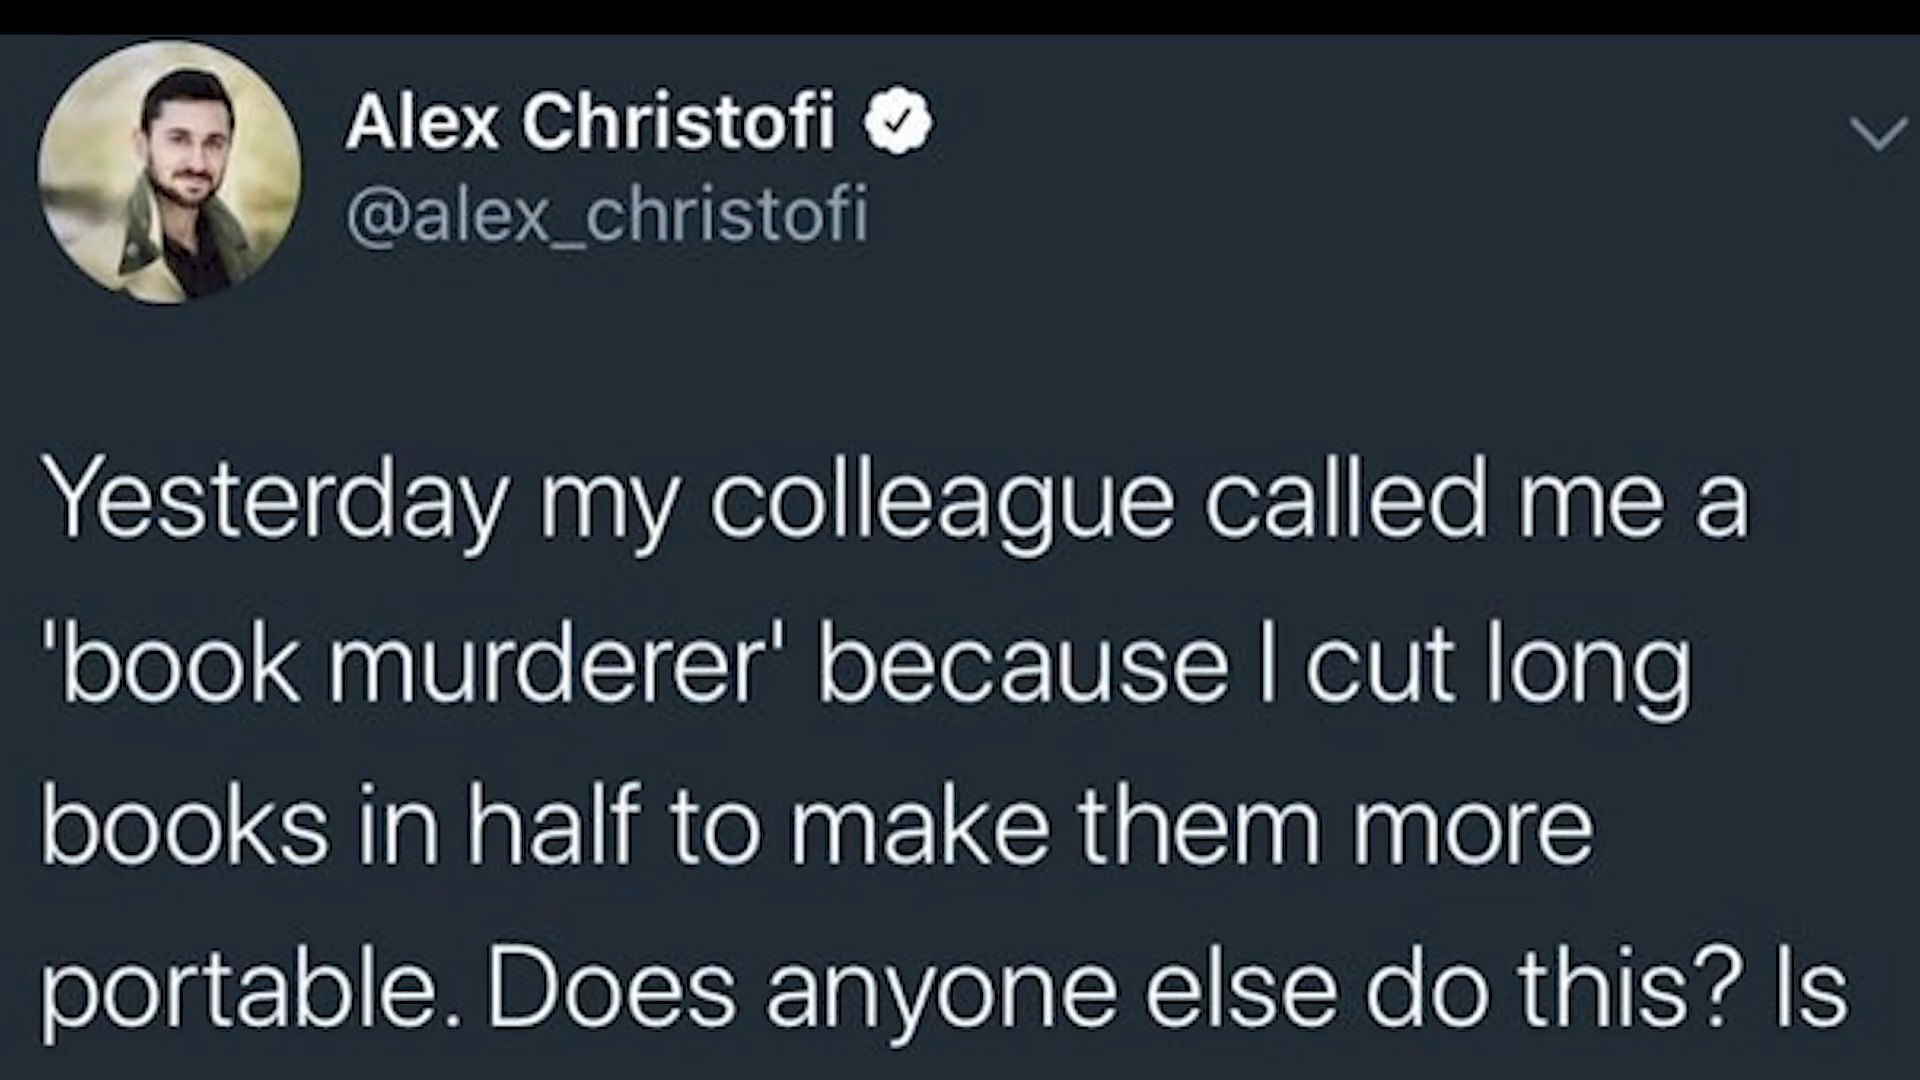 Alex Christofi
@alex_christofi
Yesterday my colleague called me a
'book murderer' because I cut long
books in half to make them more
portable. Does anyone else do this? Is